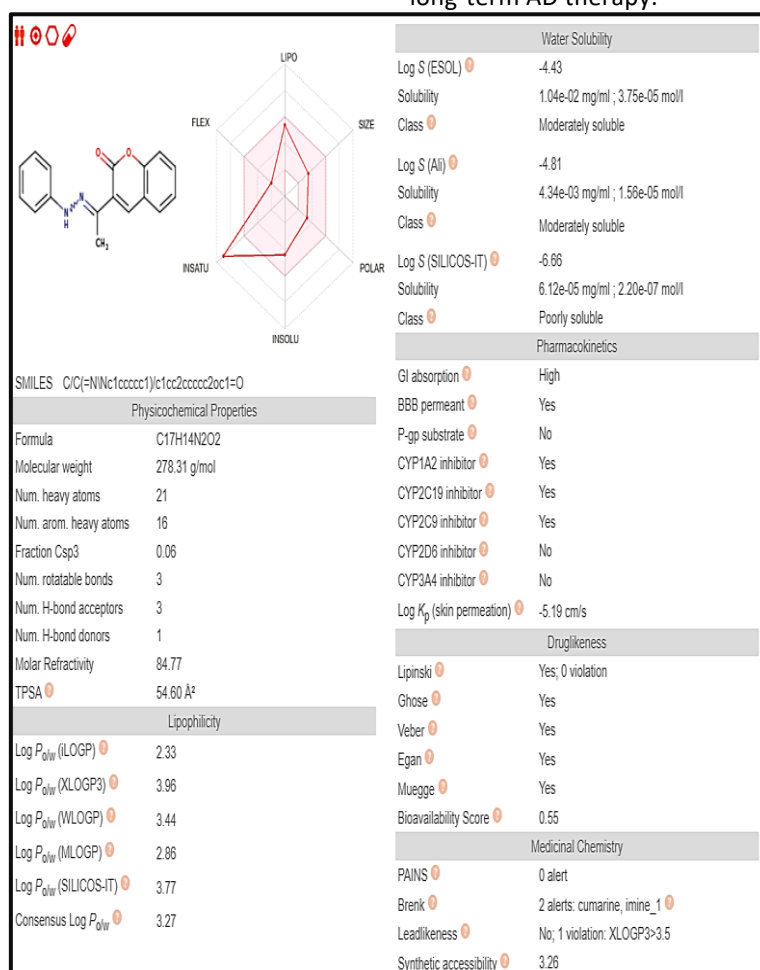 long-term AD therapy.
LIPO
FLEX
SIZE
O
O
N
N
H
CH3
INSATU
POLAR
INSOLU
SMILES C/C(=N\Nc1ccccc1)/c1cc2ccccc2oc1=O
Physicochemical Properties
Formula C17H14N2O2
Molecular weight 278.31 g/mol
Num. heavy atoms 21
Num. arom. heavy atoms 16
Fraction Csp3 0.06
Num. rotatable bonds 3
Num. H-bond acceptors 3
Num. H-bond donors 1
Molar Refractivity 84.77
TPSA ? 54.60 Å²
Lipophilicity
Log Po/w (iLOGP) ? 2.33
Log Po/w (XLOGP3) ? 3.96
Log Po/w (WLOGP) ? 3.44
Log Po/w (MLOGP) ? 2.86
Log Po/w (SILICOS-IT) ? 3.77
Consensus Log Po/w ? 3.27
Water Solubility
Log S (ESOL) ? -4.43
Solubility 1.04e-02 mg/ml ; 3.75e-05 mol/l
Class ? Moderately soluble
Log S (Ali) ? -4.81
Solubility 4.34e-03 mg/ml ; 1.56e-05 mol/l
Class ? Moderately soluble
Log S (SILICOS-IT) ? -6.66
Solubility 6.12e-05 mg/ml ; 2.20e-07 mol/l
Class ? Poorly soluble
Pharmacokinetics
GI absorption ? High
BBB permeant ? Yes
P-gp substrate ? No
CYP1A2 inhibitor ? Yes
CYP2C19 inhibitor ? Yes
CYP2C9 inhibitor ? Yes
CYP2D6 inhibitor ? No
CYP3A4 inhibitor ? No
Log Kp (skin permeation) ? -5.19 cm/s
Druglikeness
Lipinski ? Yes; 0 violation
Ghose ? Yes
Veber ? Yes
Egan ? Yes
Muegge ? Yes
Bioavailability Score ? 0.55
Medicinal Chemistry
PAINS ? 0 alert
Brenk ? 2 alerts: cumarine, imine_1 ?
Leadlikeness ? No; 1 violation: XLOGP3>3.5
Synthetic accessibility ? 3.26